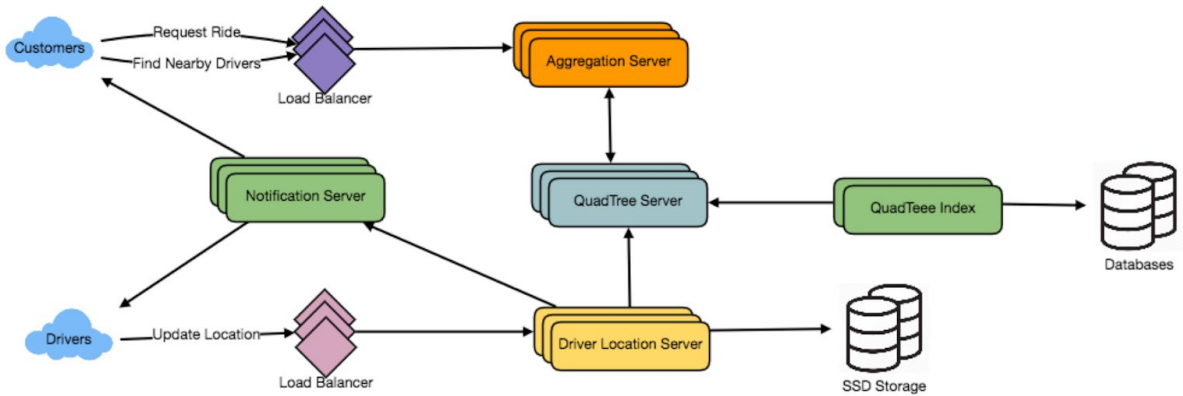 Customers
Request Ride
Find Nearby Drivers
Load Balancer
Aggregation Server
Notification Server
QuadTree Server
QuadTeee Index
Databases
Drivers
Update Location
Load Balancer
Driver Location Server
SSD Storage